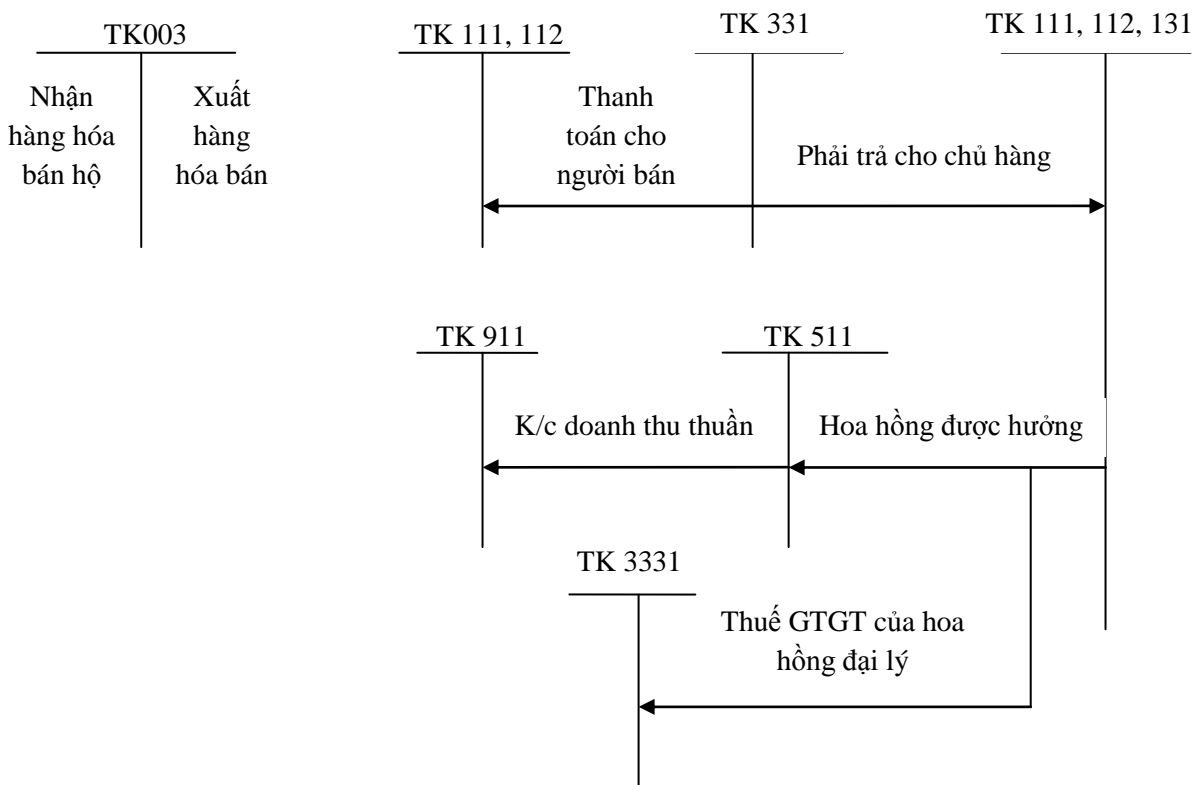 TK003
TK 111, 112
TK 331
TK 111, 112, 131
Nhận
hàng hóa
bán hộ
Xuất
hàng
hóa bán
Thanh
toán cho
người bán
Phải trả cho chủ hàng
TK 911
TK 511
K/c doanh thu thuần
Hoa hồng được hưởng
TK 3331
Thuế GTGT của hoa
hồng đại lý